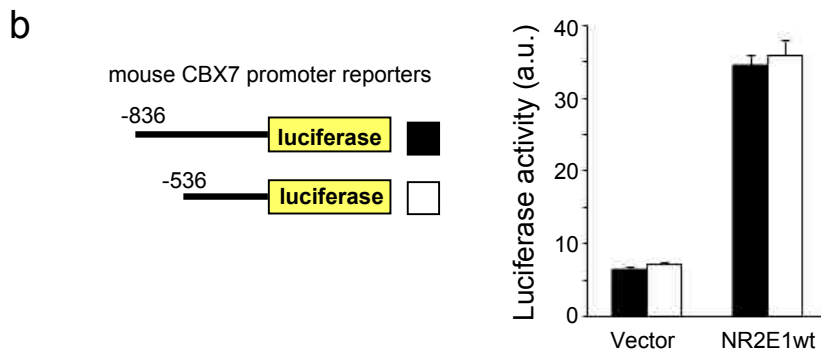 b
mouse CBX7 promoter reporters
-836
luciferase
-536
luciferase
Luciferase activity (a.u.)
40
30
20
10
0
Vector NR2E1wt